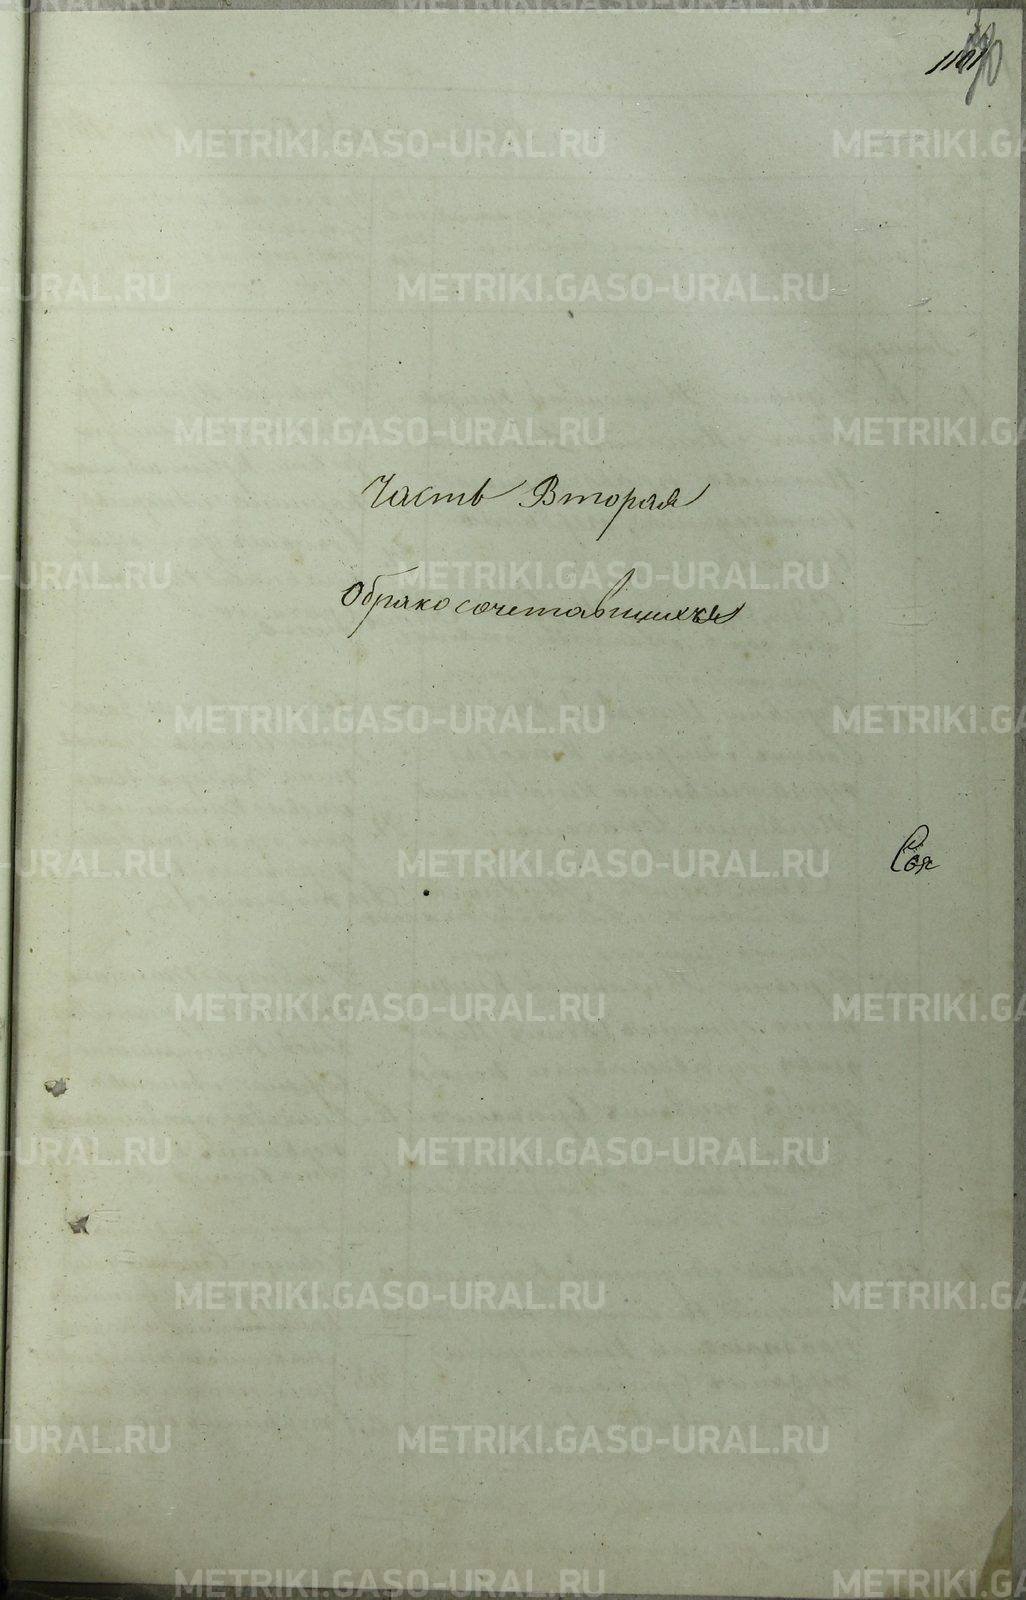 Часть Вторая
О бракосочетавшихся
METRIKI.GASO-URAL.RU